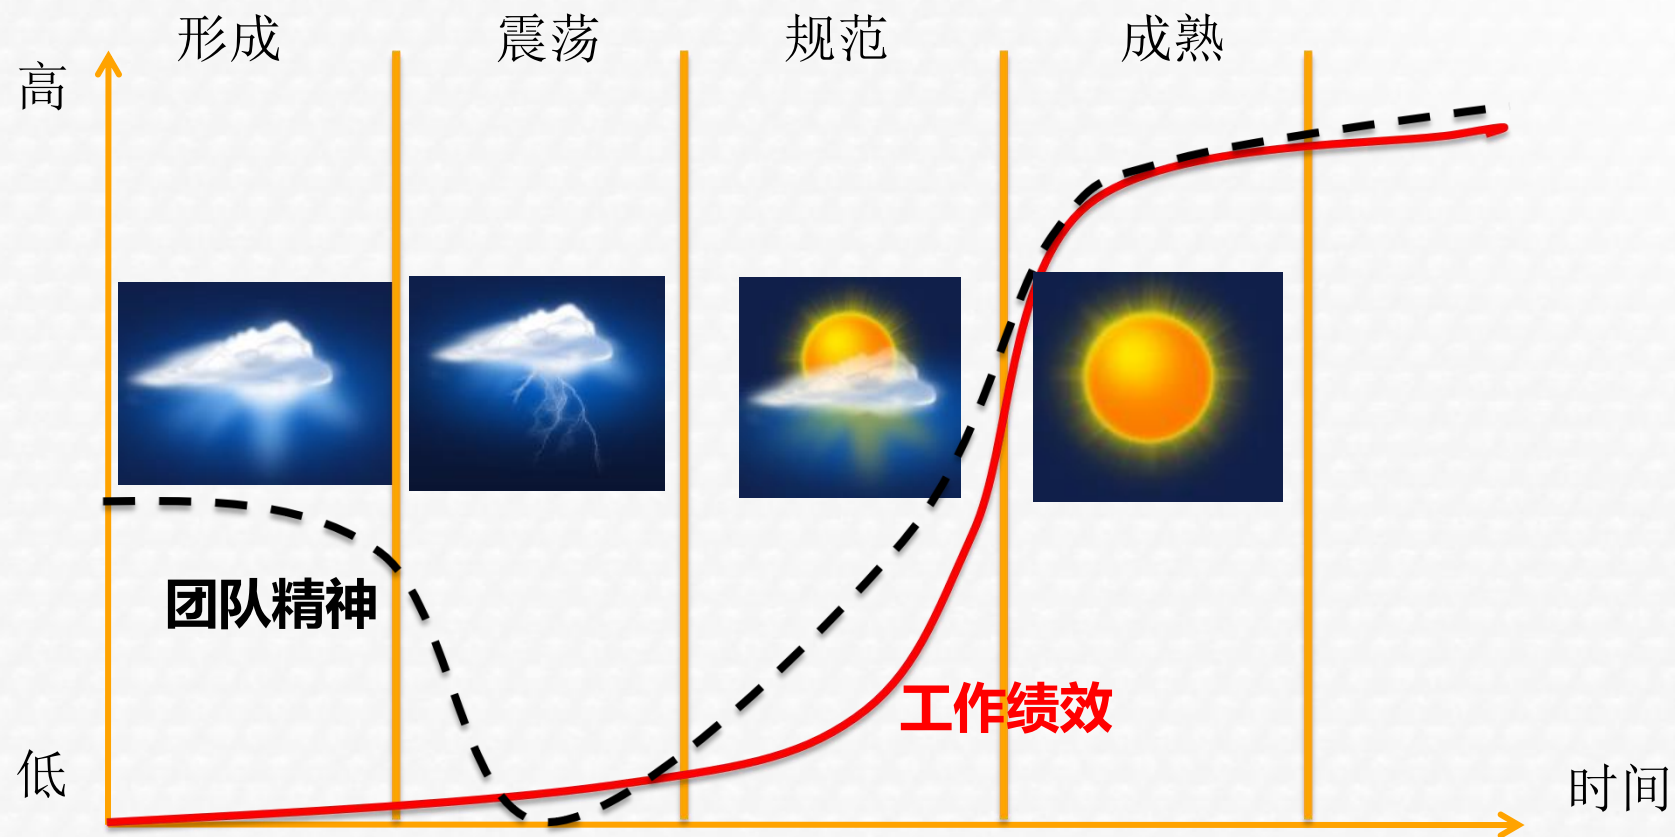 形成
震荡
规范
成熟
高
团队精神
工作绩效
低
时间